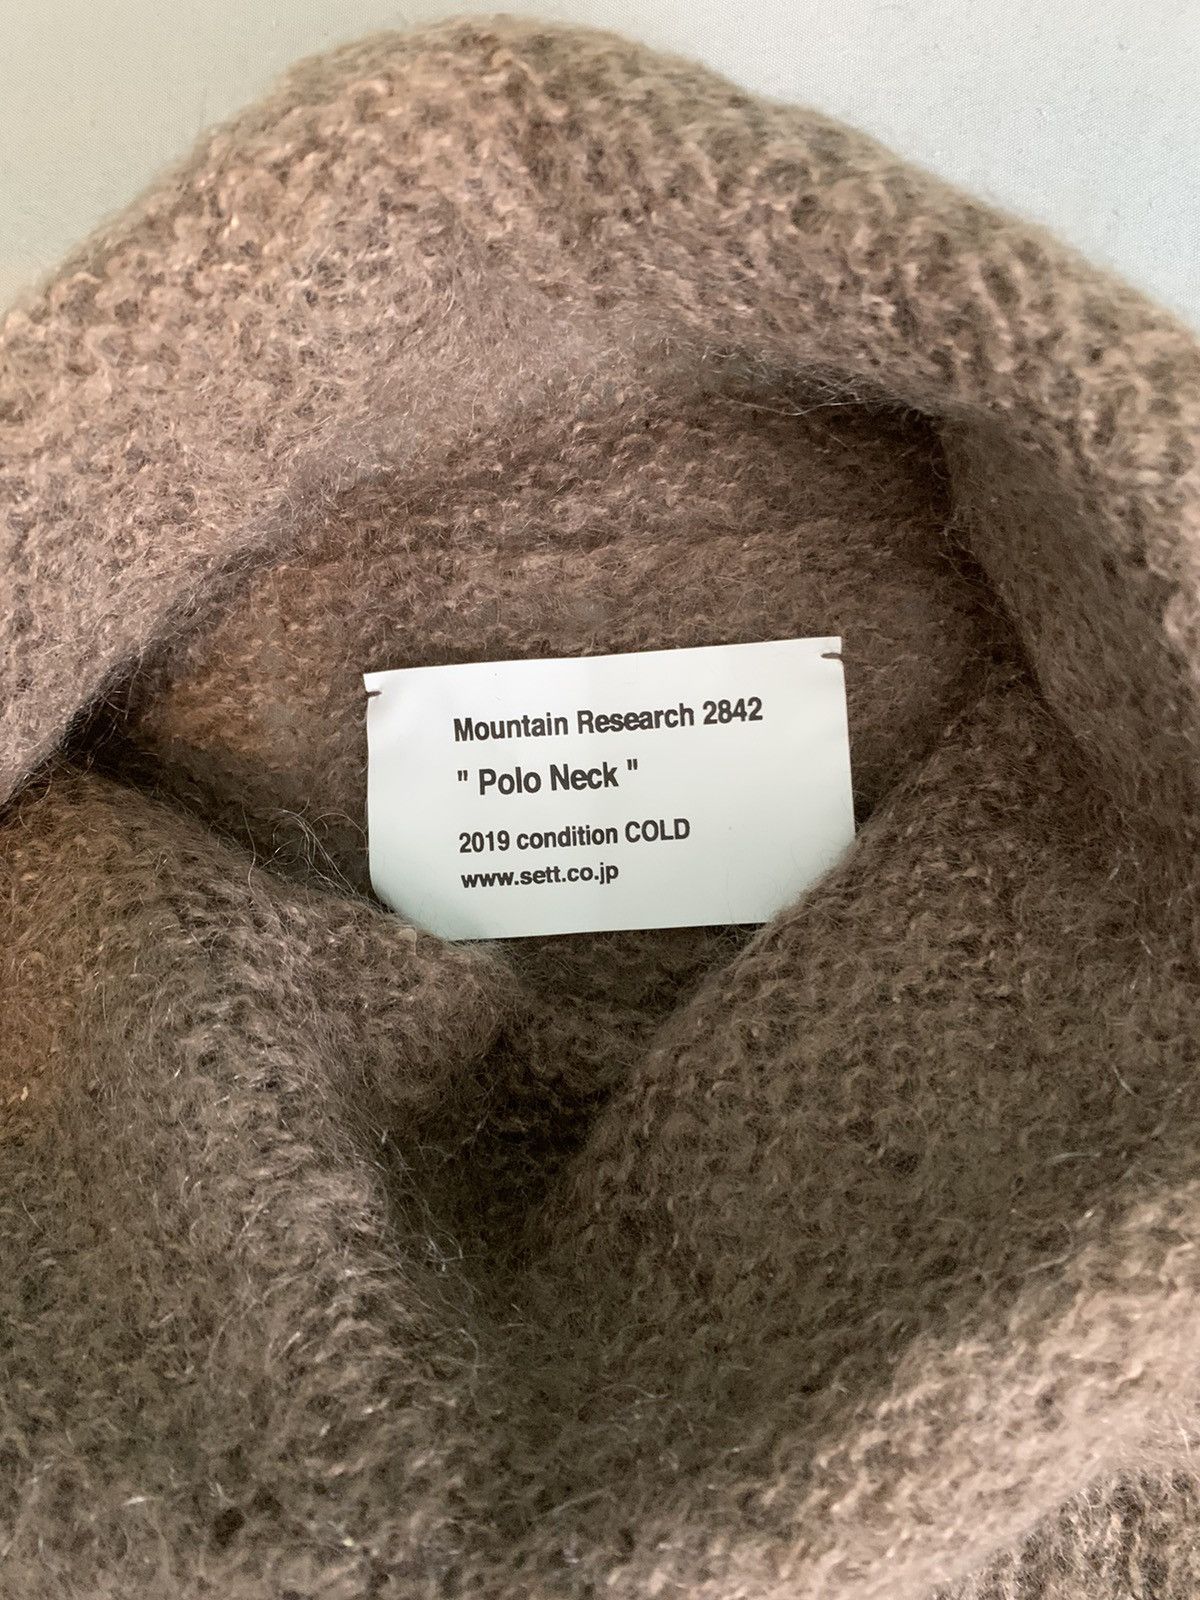 Mountain Research 2842
" Polo Neck "
2019 condition COLD
www.sett.co.jp